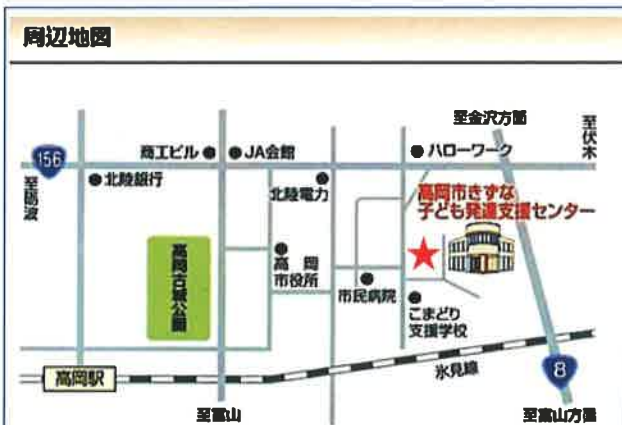 周辺地図
至金沢方面
至伏木
156
商工ビル
JA会館
ハローワーク
至砺波
北陸銀行
北陸電力
高岡市きずな
子ども発達支援センター
高岡古城公園
高岡
市役所
市民病院
こまどり
支援学校
高岡駅
氷見線
8
至富山
至富山方面